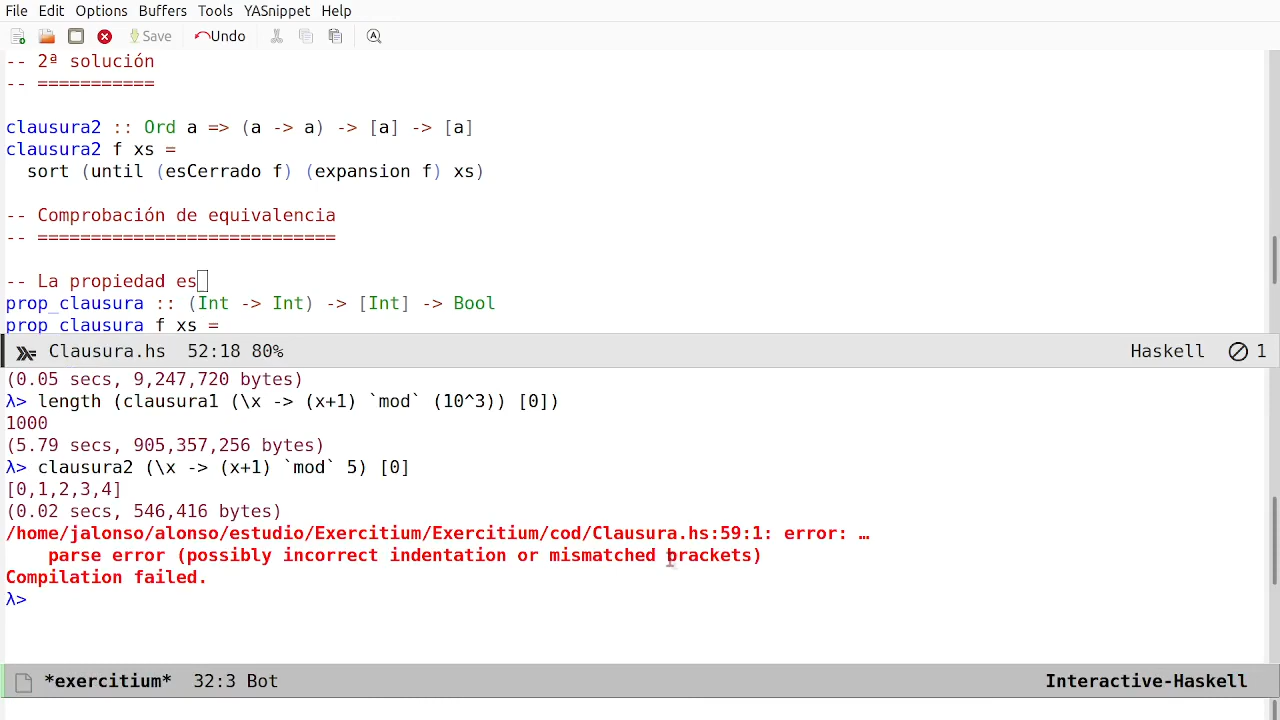 File Edit Options Buffers Tools YASnippet Help
Save Undo
-- 2ª solución
-- ===========
clausura2 :: Ord a => (a -> a) -> [a] -> [a]
clausura2 f xs =
  sort (until (esCerrado f) (expansion f) xs)
-- Comprobación de equivalencia
-- ============================
-- La propiedad es
prop_clausura :: (Int -> Int) -> [Int] -> Bool
prop_clausura f xs =
Clausura.hs 52:18 80% Haskell 1
(0.05 secs, 9,247,720 bytes)
λ> length (clausura1 (\x -> (x+1) `mod` (10^3)) [0])
1000
(5.79 secs, 905,357,256 bytes)
λ> clausura2 (\x -> (x+1) `mod` 5) [0]
[0,1,2,3,4]
(0.02 secs, 546,416 bytes)
/home/jalonso/alonso/estudio/Exercitium/Exercitium/cod/Clausura.hs:59:1: error: …
    parse error (possibly incorrect indentation or mismatched brackets)
Compilation failed.
λ>
*exercitium* 32:3 Bot Interactive-Haskell